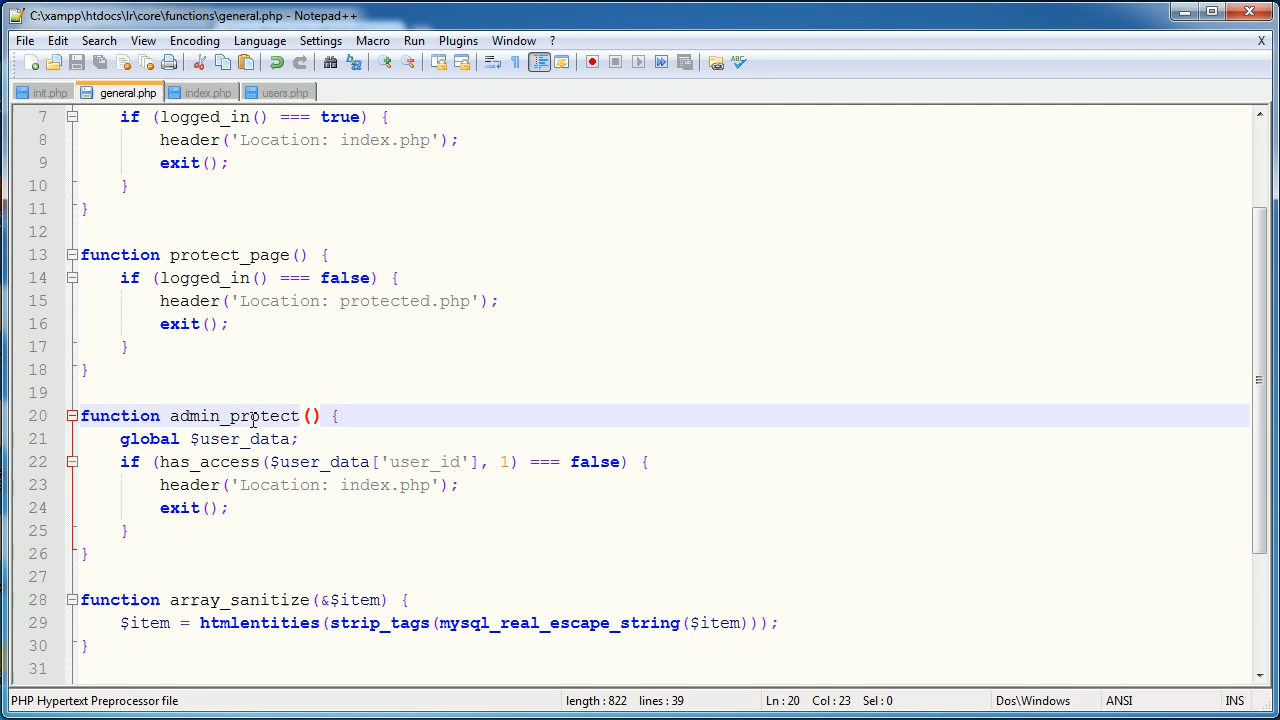 C:\xampp\htdocs\lr\core\functions\general.php - Notepad++
File Edit Search View Encoding Language Settings Macro Run Plugins Window ? X
init.php general.php index.php users.php
7 if (logged_in() === true) {
8 header('Location: index.php');
9 exit();
10 }
11 }
12
13 function protect_page() {
14 if (logged_in() === false) {
15 header('Location: protected.php');
16 exit();
17 }
18 }
19
20 function admin_protect() {
21 global $user_data;
22 if (has_access($user_data['user_id'], 1) === false) {
23 header('Location: index.php');
24 exit();
25 }
26 }
27
28 function array_sanitize(&$item) {
29 $item = htmlentities(strip_tags(mysql_real_escape_string($item)));
30 }
31
PHP Hypertext Preprocessor file length : 822 lines : 39 Ln : 20 Col : 23 Sel : 0 Dos\Windows ANSI INS